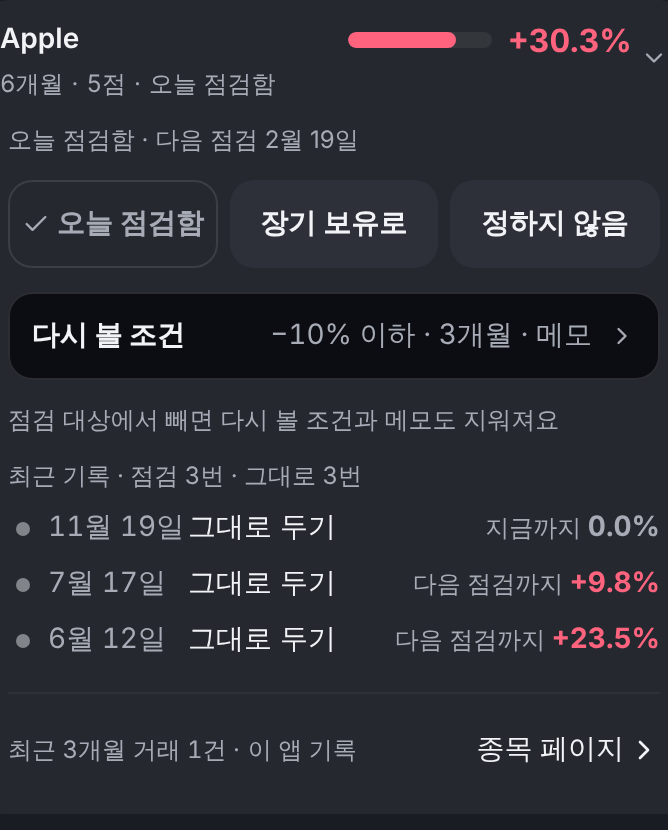 Apple +30.3%
6개월 · 5점 · 오늘 점검함
오늘 점검함 · 다음 점검 2월 19일
오늘 점검함 장기 보유로 정하지 않음
다시 볼 조건 −10% 이하 · 3개월 · 메모
점검 대상에서 빼면 다시 볼 조건과 메모도 지워져요
최근 기록 · 점검 3번 · 그대로 3번
11월 19일 그대로 두기 지금까지 0.0%
7월 17일 그대로 두기 다음 점검까지 +9.8%
6월 12일 그대로 두기 다음 점검까지 +23.5%
최근 3개월 거래 1건 · 이 앱 기록 종목 페이지